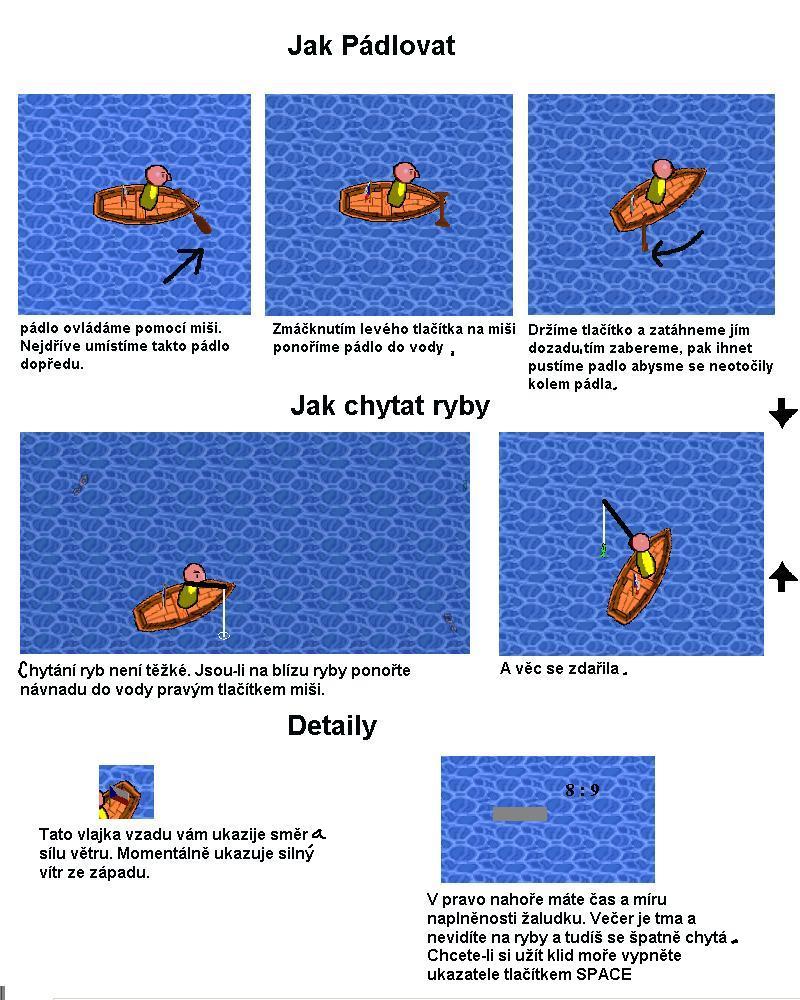 Jak Pádlovat
pádlo ovládáme pomocí miši.
Nejdříve umístíme takto pádlo
dopředu.
Zmáčknutím levého tlačítka na miši
ponoříme pádlo do vody .
Držíme tlačítko a zatáhneme jím
dozadu,tím zabereme, pak ihnet
pustíme padlo abysme se neotočily
kolem pádla.
Jak chytat ryby
Chytání ryb není těžké. Jsou-li na blízu ryby ponořte
návnadu do vody pravým tlačítkem miši.
A věc se zdařila .
Detaily
Tato vlajka vzadu vám ukazije směr a
sílu větru. Momentálně ukazuje silný
vítr ze západu.
8 : 9
V pravo nahoře máte čas a míru
naplněnosti žaludku. Večer je tma a
nevidíte na ryby a tudíš se špatně chytá .
Chcete-li si užít klid moře vypněte
ukazatele tlačítkem SPACE